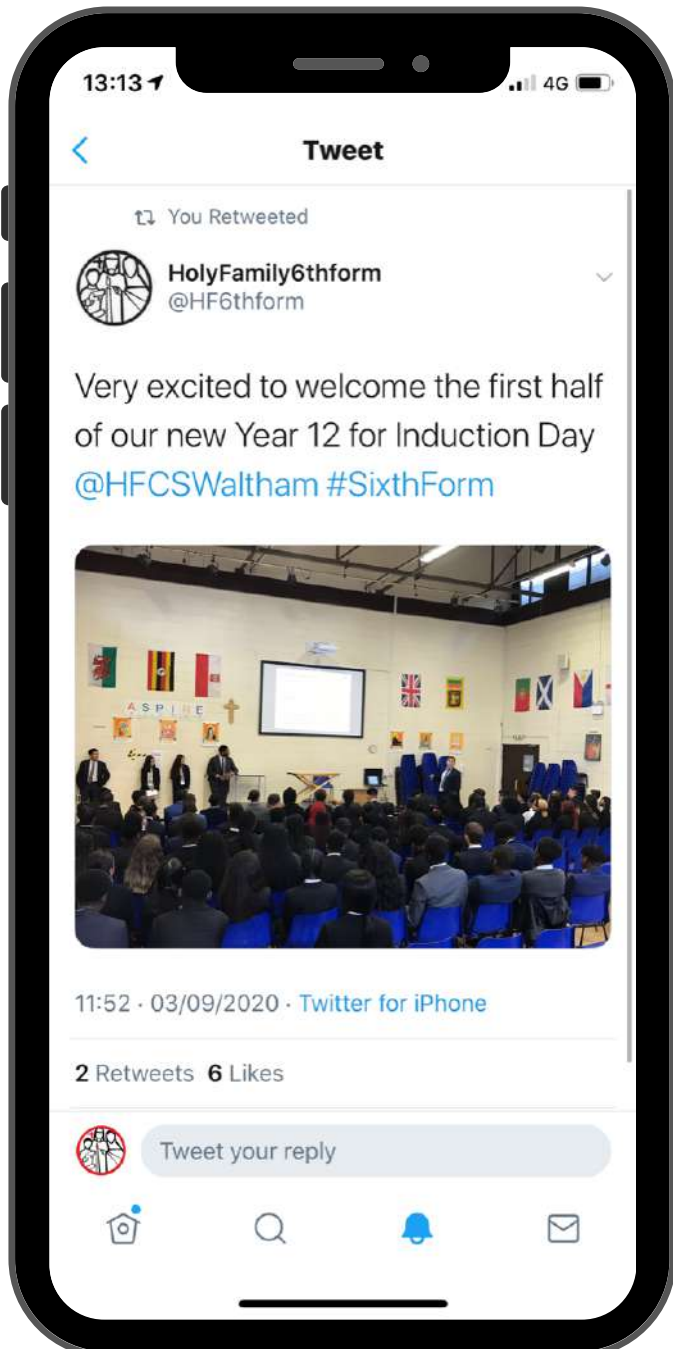 13:13
4G
Tweet
You Retweeted
HolyFamily6thform
@HF6thform
Very excited to welcome the first half
of our new Year 12 for Induction Day
@HFCSWaltham #SixthForm
ASPIRE
11:52 · 03/09/2020 · Twitter for iPhone
2 Retweets 6 Likes
Tweet your reply